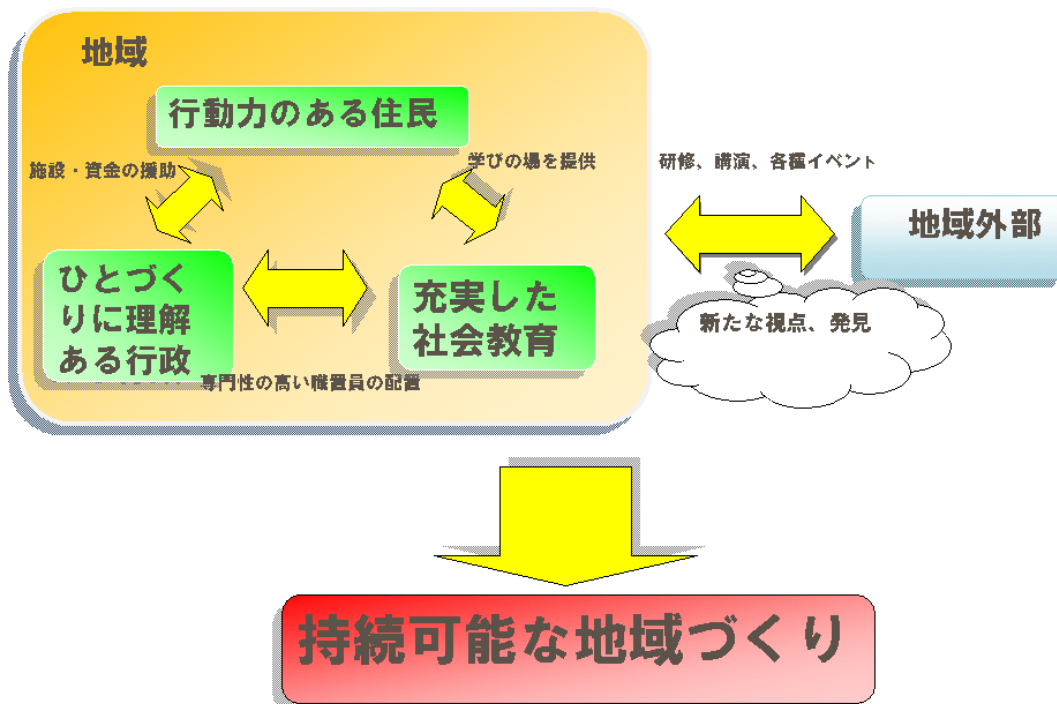 地域
行動力のある住民
施設・資金の援助
学びの場を提供
研修、講演、各種イベント
地域外部
ひとづく
りに理解
ある行政
充実した
社会教育
新たな視点、発見
専門性の高い職置員の配置
持続可能な地域づくり